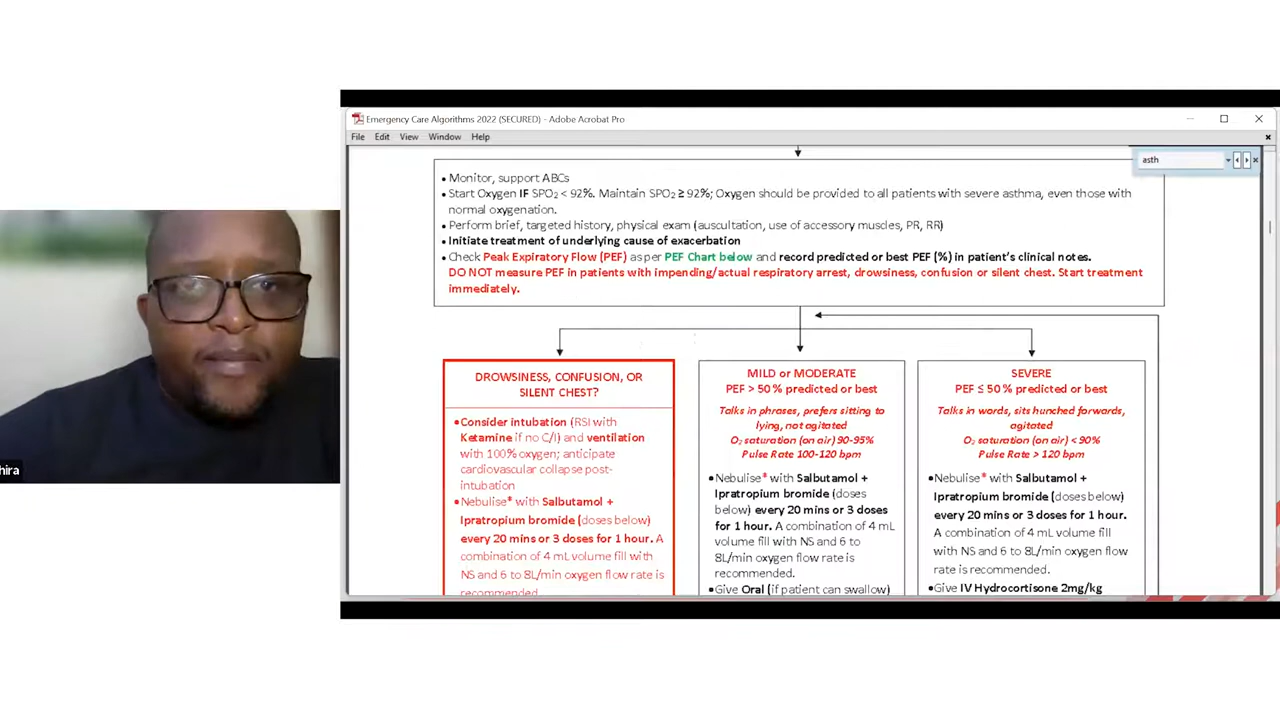 Emergency Care Algorithms 2022 (SECURED) - Adobe Acrobat Pro
File Edit View Window Help
asth
• Monitor, support ABCs
• Start Oxygen IF SPO2 < 92%. Maintain SPO2 ≥ 92%; Oxygen should be provided to all patients with severe asthma, even those with
normal oxygenation.
• Perform brief, targeted history, physical exam (auscultation, use of accessory muscles, PR, RR)
• Initiate treatment of underlying cause of exacerbation
• Check Peak Expiratory Flow (PEF) as per PEF Chart below and record predicted or best PEF (%) in patient's clinical notes.
DO NOT measure PEF in patients with impending/actual respiratory arrest, drowsiness, confusion or silent chest. Start treatment
immediately.
DROWSINESS, CONFUSION, OR
SILENT CHEST?
• Consider intubation (RSI with
Ketamine if no C/I) and ventilation
with 100% oxygen; anticipate
cardiovascular collapse post-
intubation
• Nebulise* with Salbutamol +
Ipratropium bromide (doses below)
every 20 mins or 3 doses for 1 hour. A
combination of 4 mL volume fill with
NS and 6 to 8L/min oxygen flow rate is
recommended.
MILD or MODERATE
PEF > 50 % predicted or best
Talks in phrases, prefers sitting to
lying, not agitated
O2 saturation (on air) 90-95%
Pulse Rate 100-120 bpm
• Nebulise* with Salbutamol +
Ipratropium bromide (doses
below) every 20 mins or 3 doses
for 1 hour. A combination of 4 mL
volume fill with NS and 6 to
8L/min oxygen flow rate is
recommended.
• Give Oral (if patient can swallow)
SEVERE
PEF ≤ 50 % predicted or best
Talks in words, sits hunched forwards,
agitated
O2 saturation (on air) < 90%
Pulse Rate > 120 bpm
• Nebulise* with Salbutamol +
Ipratropium bromide (doses below)
every 20 mins or 3 doses for 1 hour.
A combination of 4 mL volume fill
with NS and 6 to 8L/min oxygen flow
rate is recommended.
• Give IV Hydrocortisone 2mg/kg
hira